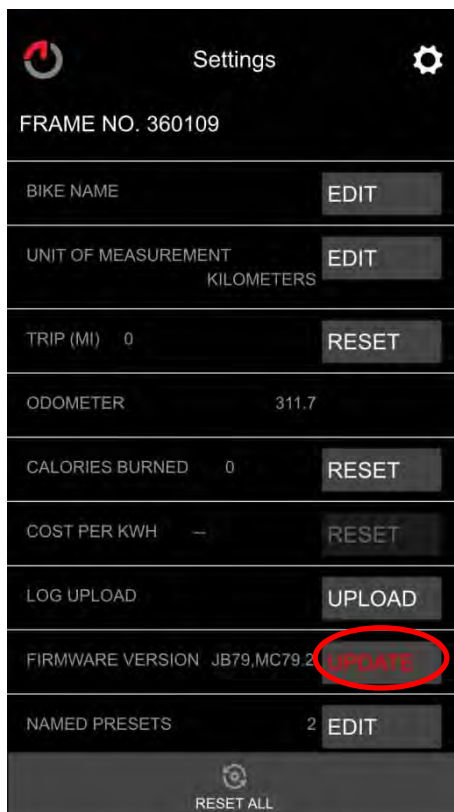 Settings
FRAME NO. 360109
BIKE NAME EDIT
UNIT OF MEASUREMENT EDIT
KILOMETERS
TRIP (MI) 0 RESET
ODOMETER 311.7
CALORIES BURNED 0 RESET
COST PER KWH -- RESET
LOG UPLOAD UPLOAD
FIRMWARE VERSION JB79,MC79.2 UPDATE
NAMED PRESETS 2 EDIT
RESET ALL